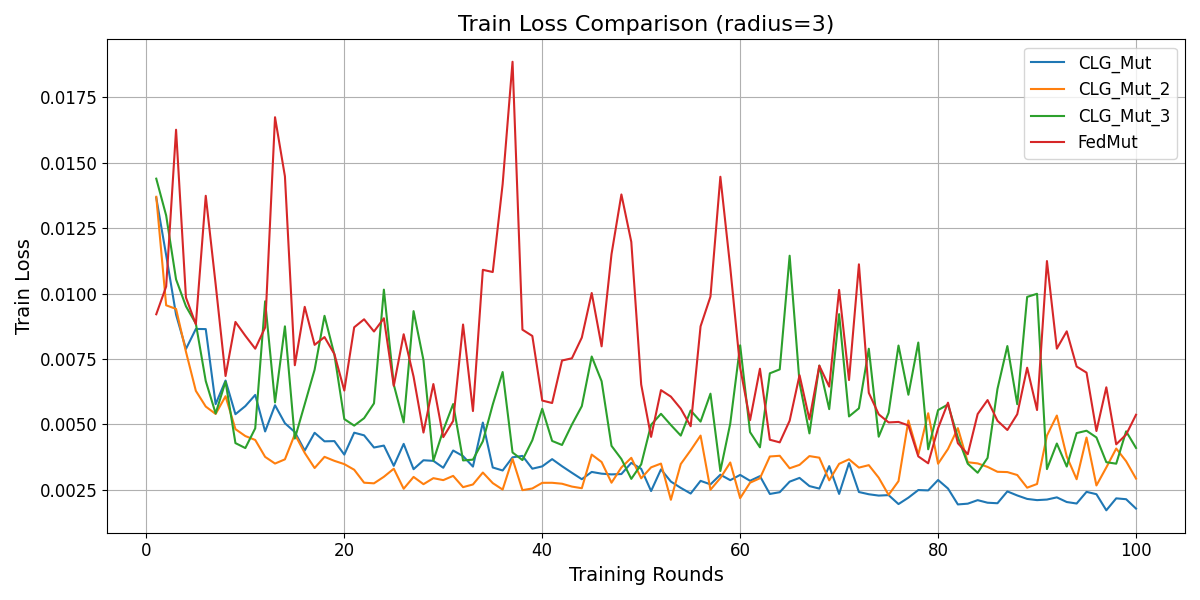 Train Loss Comparison (radius=3)
CLG_Mut
CLG_Mut_2
CLG_Mut_3
FedMut
Train Loss
0.0175
0.0150
0.0125
0.0100
0.0075
0.0050
0.0025
0 20 40 60 80 100
Training Rounds